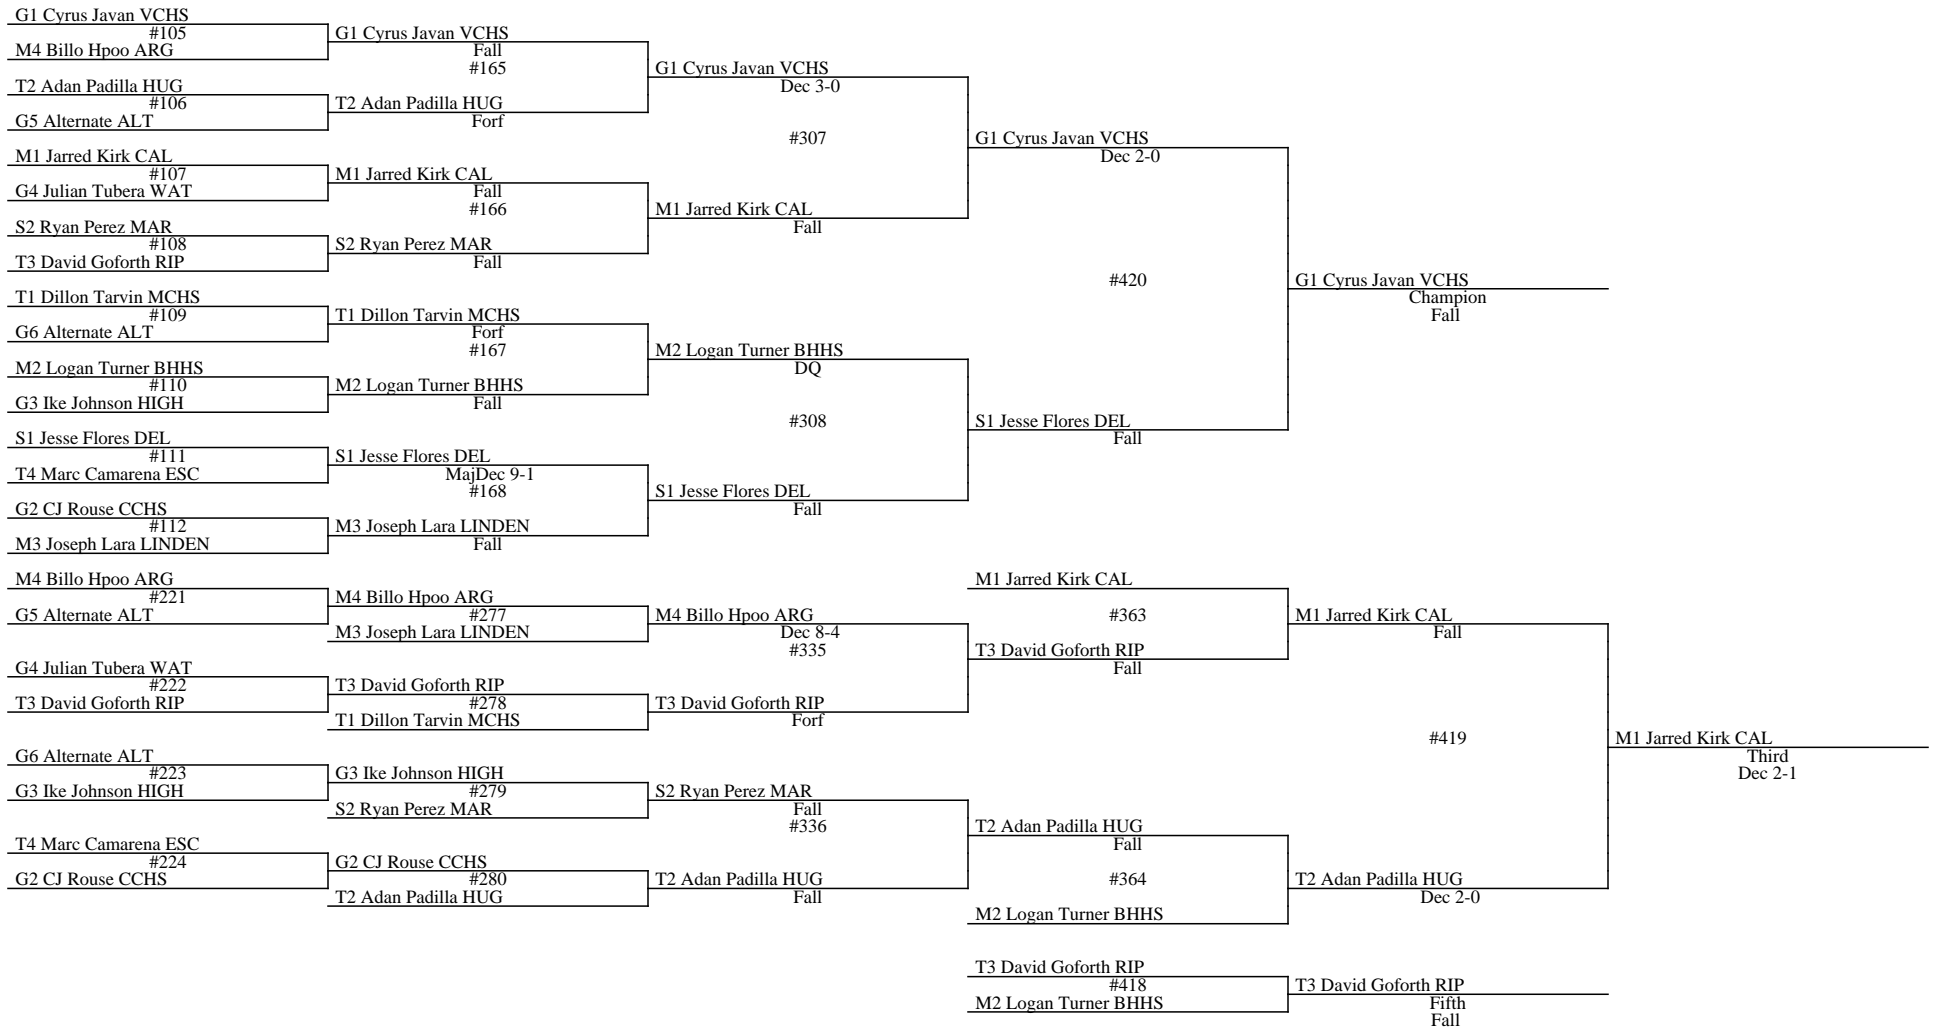 G1 Cyrus Javan VCHS
#105
M4 Billo Hpoo ARG
T2 Adan Padilla HUG
#106
G5 Alternate ALT
M1 Jarred Kirk CAL
#107
G4 Julian Tubera WAT
S2 Ryan Perez MAR
#108
T3 David Goforth RIP
T1 Dillon Tarvin MCHS
#109
G6 Alternate ALT
M2 Logan Turner BHHS
#110
G3 Ike Johnson HIGH
S1 Jesse Flores DEL
#111
T4 Marc Camarena ESC
G2 CJ Rouse CCHS
#112
M3 Joseph Lara LINDEN
G1 Cyrus Javan VCHS
Fall
#165
T2 Adan Padilla HUG
Forf
M1 Jarred Kirk CAL
Fall
#166
S2 Ryan Perez MAR
Fall
T1 Dillon Tarvin MCHS
Forf
#167
M2 Logan Turner BHHS
Fall
S1 Jesse Flores DEL
MajDec 9-1
#168
M3 Joseph Lara LINDEN
Fall
G1 Cyrus Javan VCHS
Dec 3-0
#307
M1 Jarred Kirk CAL
Fall
M2 Logan Turner BHHS
DQ
#308
S1 Jesse Flores DEL
Fall
G1 Cyrus Javan VCHS
Dec 2-0
#420
S1 Jesse Flores DEL
Fall
G1 Cyrus Javan VCHS
Champion
Fall
M4 Billo Hpoo ARG
#221
G5 Alternate ALT
G4 Julian Tubera WAT
#222
T3 David Goforth RIP
G6 Alternate ALT
#223
G3 Ike Johnson HIGH
T4 Marc Camarena ESC
#224
G2 CJ Rouse CCHS
M4 Billo Hpoo ARG
#277
M3 Joseph Lara LINDEN
T3 David Goforth RIP
#278
T1 Dillon Tarvin MCHS
G3 Ike Johnson HIGH
#279
S2 Ryan Perez MAR
G2 CJ Rouse CCHS
#280
T2 Adan Padilla HUG
M4 Billo Hpoo ARG
Dec 8-4
#335
T3 David Goforth RIP
Forf
S2 Ryan Perez MAR
Fall
#336
T2 Adan Padilla HUG
Fall
M1 Jarred Kirk CAL
#363
T3 David Goforth RIP
Fall
T2 Adan Padilla HUG
Fall
#364
M2 Logan Turner BHHS
M1 Jarred Kirk CAL
Fall
#419
T2 Adan Padilla HUG
Dec 2-0
M1 Jarred Kirk CAL
Third
Dec 2-1
T3 David Goforth RIP
#418
M2 Logan Turner BHHS
T3 David Goforth RIP
Fifth
Fall